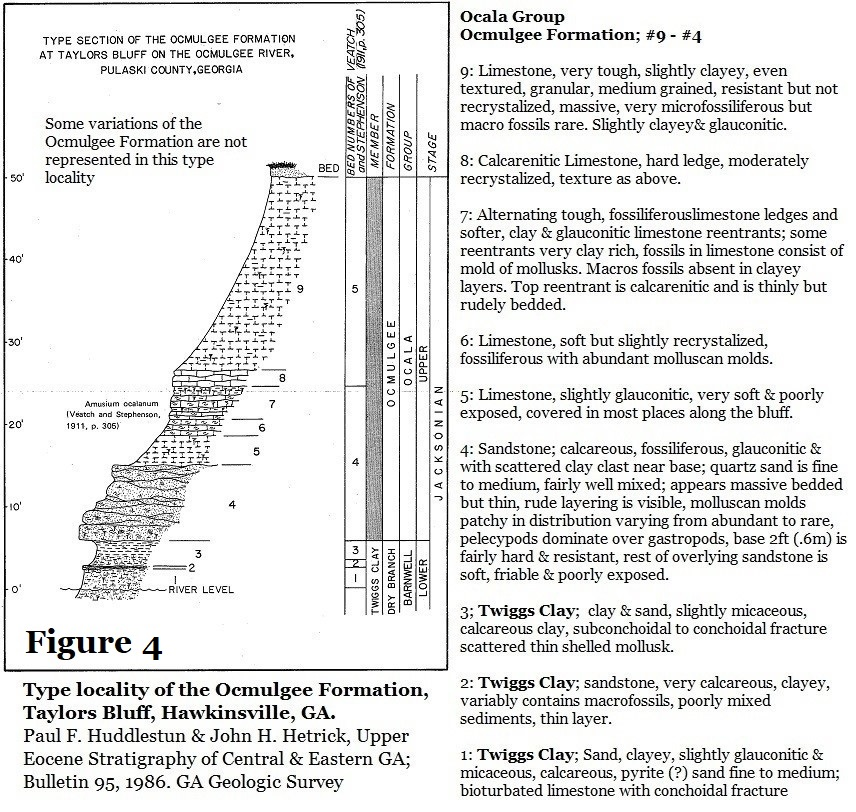 TYPE SECTION OF THE OCMULGEE FORMATION
AT TAYLORS BLUFF ON THE OCMULGEE RIVER,
PULASKI COUNTY, GEORGIA
Some variations of the
Ocmulgee Formation are not
represented in this type
locality
BED
BED NUMBERS OF VEATCH
and STEPHENSON (1911, p. 305)
MEMBER
FORMATION
GROUP
STAGE
50'
40'
30'
20'
10'
0'
9
8
7
6
5
4
3
2
1
RIVER LEVEL
Amusium ocalanum
(Veatch and Stephenson,
1911, p. 305)
5
4
3
2
1
TWIGGS CLAY
OCMULGEE
DRY BRANCH
OCALA
BARNWELL
UPPER
LOWER
JACKSONIAN
Figure 4
Type locality of the Ocmulgee Formation,
Taylors Bluff, Hawkinsville, GA.
Paul F. Huddlestun & John H. Hetrick, Upper
Eocene Stratigraphy of Central & Eastern GA;
Bulletin 95, 1986. GA Geologic Survey
Ocala Group
Ocmulgee Formation; #9 - #4
9: Limestone, very tough, slightly clayey, even
textured, granular, medium grained, resistant but not
recrystalized, massive, very microfossiliferous but
macro fossils rare. Slightly clayey& glauconitic.
8: Calcarenitic Limestone, hard ledge, moderately
recrystalized, texture as above.
7: Alternating tough, fossiliferouslimestone ledges and
softer, clay & glauconitic limestone reentrants; some
reentrants very clay rich, fossils in limestone consist of
mold of mollusks. Macros fossils absent in clayey
layers. Top reentrant is calcarenitic and is thinly but
rudely bedded.
6: Limestone, soft but slightly recrystalized,
fossiliferous with abundant molluscan molds.
5: Limestone, slightly glauconitic, very soft & poorly
exposed, covered in most places along the bluff.
4: Sandstone; calcareous, fossiliferous, glauconitic &
with scattered clay clast near base; quartz sand is fine
to medium, fairly well mixed; appears massive bedded
but thin, rude layering is visible, molluscan molds
patchy in distribution varying from abundant to rare,
pelecypods dominate over gastropods, base 2ft (.6m) is
fairly hard & resistant, rest of overlying sandstone is
soft, friable & poorly exposed.
3; Twiggs Clay; clay & sand, slightly micaceous,
calcareous clay, subconchoidal to conchoidal fracture
scattered thin shelled mollusk.
2: Twiggs Clay; sandstone, very calcareous, clayey,
variably contains macrofossils, poorly mixed
sediments, thin layer.
1: Twiggs Clay; Sand, clayey, slightly glauconitic &
micaceous, calcareous, pyrite (?) sand fine to medium;
bioturbated limestone with conchoidal fracture